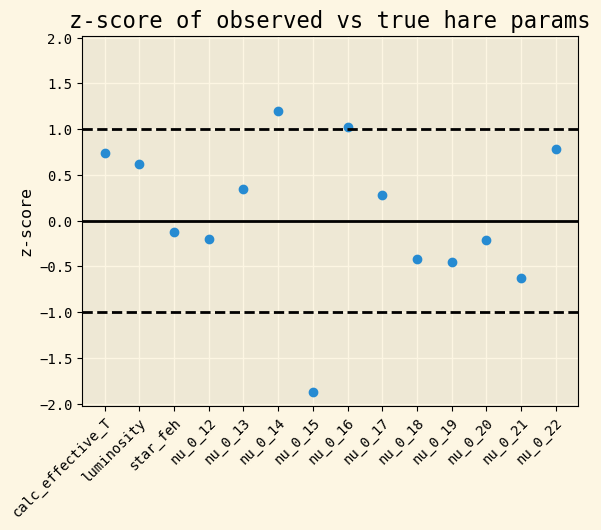 z-score of observed vs true hare params
2.0
1.5
1.0
0.5
0.0
−0.5
−1.0
−1.5
−2.0
z-score
calc_effective_T
luminosity
star_feh
nu_0_12
nu_0_13
nu_0_14
nu_0_15
nu_0_16
nu_0_17
nu_0_18
nu_0_19
nu_0_20
nu_0_21
nu_0_22